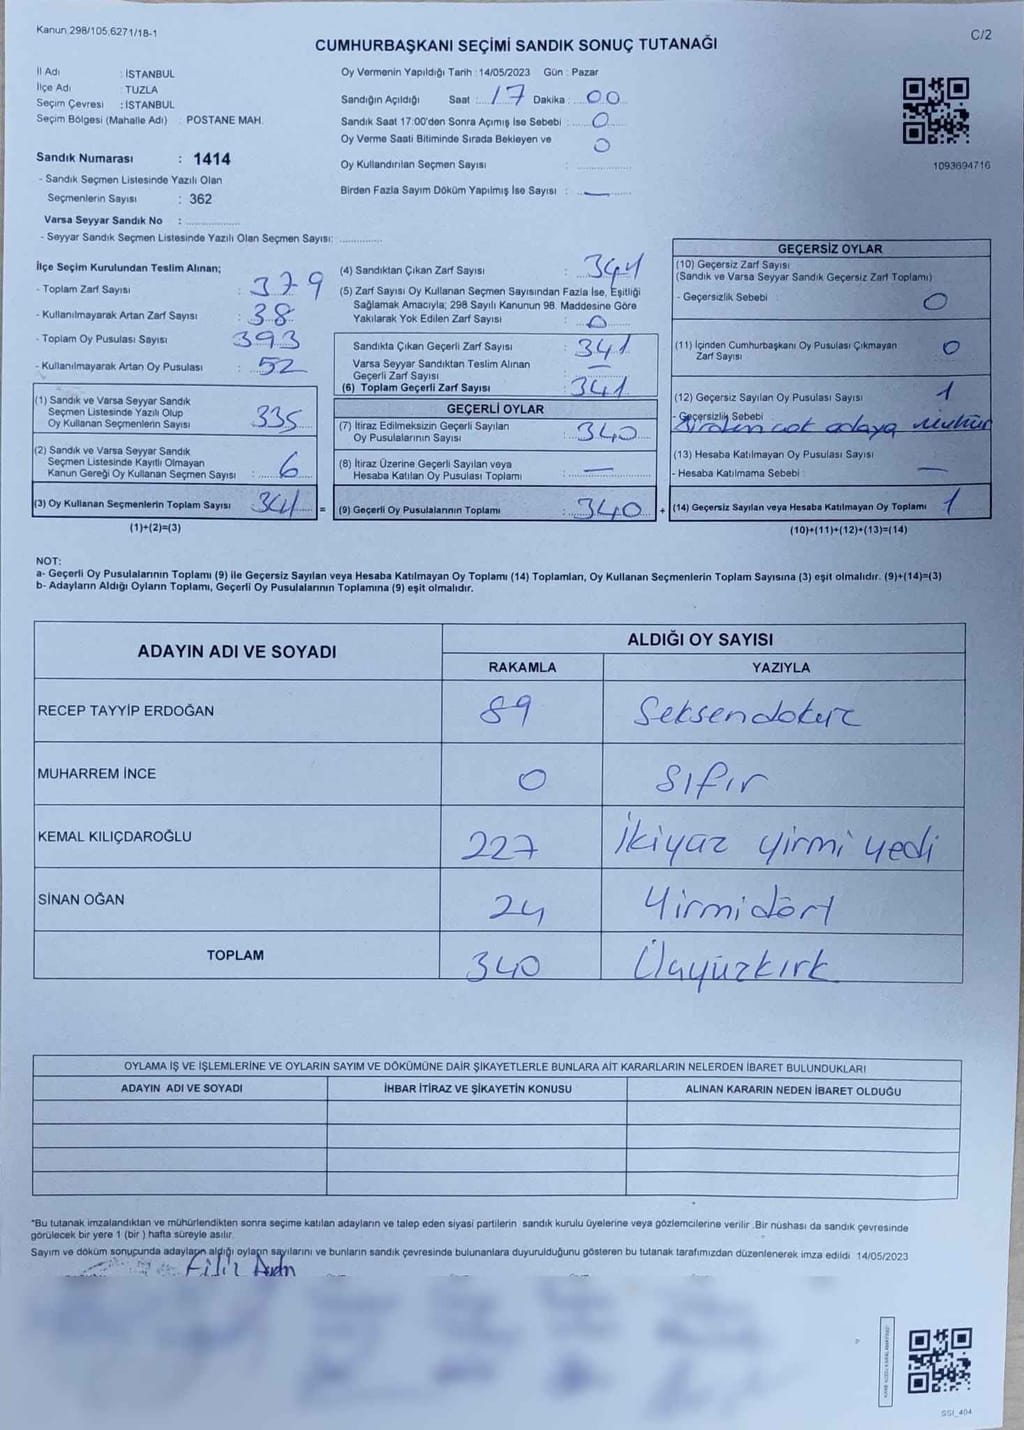 Kanun 298/105,6271/18-1
C/2
CUMHURBAŞKANI SEÇİMİ SANDIK SONUÇ TUTANAĞI
İl Adı : İSTANBUL
İlçe Adı : TUZLA
Seçim Çevresi : İSTANBUL
Seçim Bölgesi (Mahalle Adı) POSTANE MAH.
Sandık Numarası : 1414
- Sandık Seçmen Listesinde Yazılı Olan
Seçmenlerin Sayısı : 362
Varsa Seyyar Sandık No :
- Seyyar Sandık Seçmen Listesinde Yazılı Olan Seçmen Sayısı:
Oy Vermenin Yapıldığı Tarih : 14/05/2023 Gün : Pazar
Sandığın Açıldığı Saat : 17 Dakika : 00
Sandık Saat 17:00'den Sonra Açımış İse Sebebi : 0
Oy Verme Saati Bitiminde Sırada Bekleyen ve 0
Oy Kullandırılan Seçmen Sayısı :
Birden Fazla Sayım Döküm Yapılmış İse Sayısı : —
1093694716
İlçe Seçim Kurulundan Teslim Alınan;
- Toplam Zarf Sayısı : 379
- Kullanılmayarak Artan Zarf Sayısı : 38
- Toplam Oy Pusulası Sayısı : 393
- Kullanılmayarak Artan Oy Pusulası : 52
(1) Sandık ve Varsa Seyyar Sandık
Seçmen Listesinde Yazılı Olup
Oy Kullanan Seçmenlerin Sayısı : 335
(2) Sandık ve Varsa Seyyar Sandık
Seçmen Listesinde Kayıtlı Olmayan
Kanun Gereği Oy Kullanan Seçmen Sayısı : 6
(3) Oy Kullanan Seçmenlerin Toplam Sayısı 341 =
(1)+(2)=(3)
(4) Sandıktan Çıkan Zarf Sayısı : 341
(5) Zarf Sayısı Oy Kullanan Seçmen Sayısından Fazla İse, Eşitliği
Sağlamak Amacıyla; 298 Sayılı Kanunun 98. Maddesine Göre
Yakılarak Yok Edilen Zarf Sayısı : 0
Sandıkta Çıkan Geçerli Zarf Sayısı : 341
Varsa Seyyar Sandıktan Teslim Alınan
Geçerli Zarf Sayısı : —
(6) Toplam Geçerli Zarf Sayısı : 341
GEÇERLİ OYLAR
(7) İtiraz Edilmeksizin Geçerli Sayılan
Oy Pusulalarının Sayısı : 340
(8) İtiraz Üzerine Geçerli Sayılan veya
Hesaba Katılan Oy Pusulası Toplamı : —
(9) Geçerli Oy Pusulalarının Toplamı : 340 +
GEÇERSİZ OYLAR
(10) Geçersiz Zarf Sayısı
(Sandık ve Varsa Seyyar Sandık Geçersiz Zarf Toplamı)
- Geçersizlik Sebebi : 0
(11) İçinden Cumhurbaşkanı Oy Pusulası Çıkmayan
Zarf Sayısı : 0
(12) Geçersiz Sayılan Oy Pusulası Sayısı 1
- Geçersizlik Sebebi
Birden çok adaya mühür
(13) Hesaba Katılmayan Oy Pusulası Sayısı
- Hesaba Katılmama Sebebi : —
(14) Geçersiz Sayılan veya Hesaba Katılmayan Oy Toplamı 1
(10)+(11)+(12)+(13)=(14)
NOT:
a- Geçerli Oy Pusulalarının Toplamı (9) ile Geçersiz Sayılan veya Hesaba Katılmayan Oy Toplamı (14) Toplamları, Oy Kullanan Seçmenlerin Toplam Sayısına (3) eşit olmalıdır. (9)+(14)=(3)
b- Adayların Aldığı Oyların Toplamı, Geçerli Oy Pusulalarının Toplamına (9) eşit olmalıdır.
ADAYIN ADI VE SOYADI ALDIĞI OY SAYISI
RAKAMLA YAZIYLA
RECEP TAYYİP ERDOĞAN 89 Seksendokuz
MUHARREM İNCE 0 Sıfır
KEMAL KILIÇDAROĞLU 227 İkiyüz yirmi yedi
SİNAN OĞAN 24 Yirmidört
TOPLAM 340 Üçyüzkırk
OYLAMA İŞ VE İŞLEMLERİNE VE OYLARIN SAYIM VE DÖKÜMÜNE DAİR ŞİKAYETLERLE BUNLARA AİT KARARLARIN NELERDEN İBARET BULUNDUKLARI
ADAYIN ADI VE SOYADI İHBAR İTİRAZ VE ŞİKAYETİN KONUSU ALINAN KARARIN NEDEN İBARET OLDUĞU
*Bu tutanak imzalandıktan ve mühürlendikten sonra seçime katılan adayların ve talep eden siyasi partilerin sandık kurulu üyelerine veya gözlemcilerine verilir .Bir nüshası da sandık çevresinde
görülecek bir yere 1 (bir ) hafta süreyle asılır.
Sayım ve döküm sonuçunda adayların aldığı oyların sayılarını ve bunların sandık çevresinde bulunanlara duyurulduğunu gösteren bu tutanak tarafımızdan düzenlenerek imza edildi 14/05/2023
SSI_404